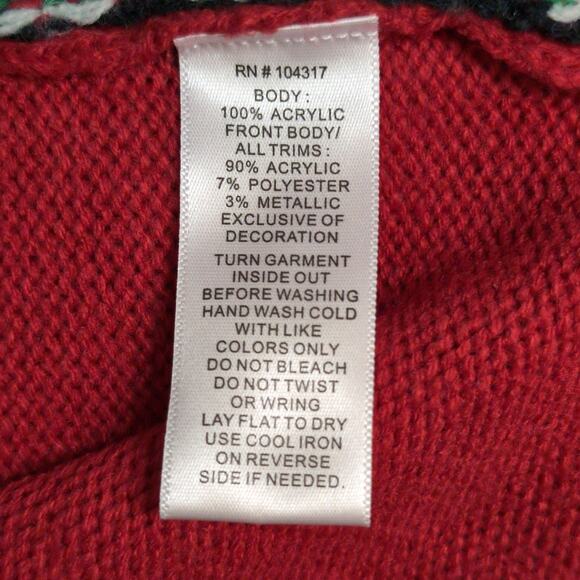 RN # 104317
BODY :
100% ACRYLIC
FRONT BODY/
ALL TRIMS :
90% ACRYLIC
7% POLYESTER
3% METALLIC
EXCLUSIVE OF
DECORATION
TURN GARMENT
INSIDE OUT
BEFORE WASHING
HAND WASH COLD
WITH LIKE
COLORS ONLY
DO NOT BLEACH
DO NOT TWIST
OR WRING
LAY FLAT TO DRY
USE COOL IRON
ON REVERSE
SIDE IF NEEDED.